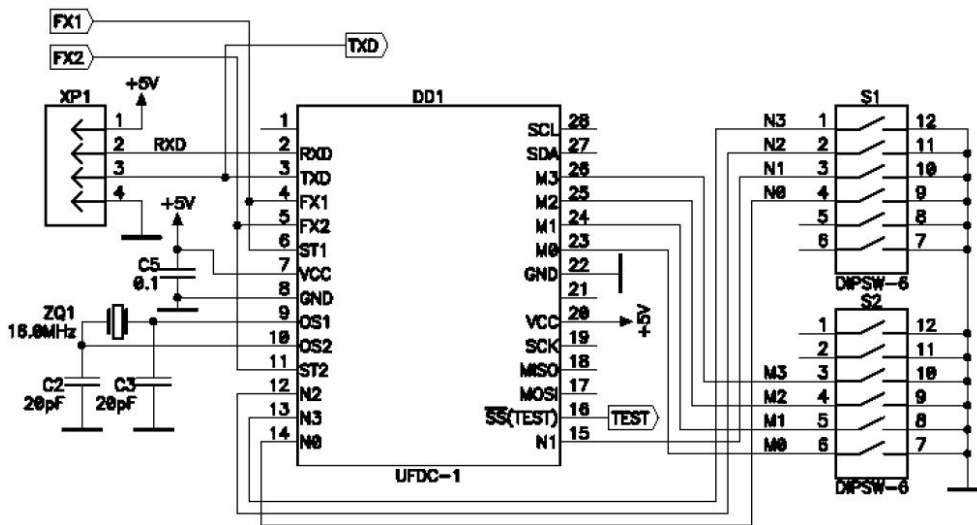 FX1
FX2
TXD
+5V
XP1
1
2
3
4
RXD
+5V
C5
0.1
ZQ1
16.0MHz
C2
20pF
C3
20pF
DD1
1
2 RXD
3 TXD
4 FX1
5 FX2
6 ST1
7 VCC
8 GND
9 OS1
10 OS2
11 ST2
12 N2
13 N3
14 N0
SCL 28
SDA 27
M3 26
M2 25
M1 24
M0 23
GND 22
21
VCC 20
SCK 19
MISO 18
MOSI 17
SS(TEST) 16
N1 15
UFDC-1
+5V
TEST
S1
N3 1 12
N2 2 11
N1 3 10
N0 4 9
5 8
6 7
DIPSW-6
S2
1 12
2 11
M3 3 10
M2 4 9
M1 5 8
M0 6 7
DIPSW-6